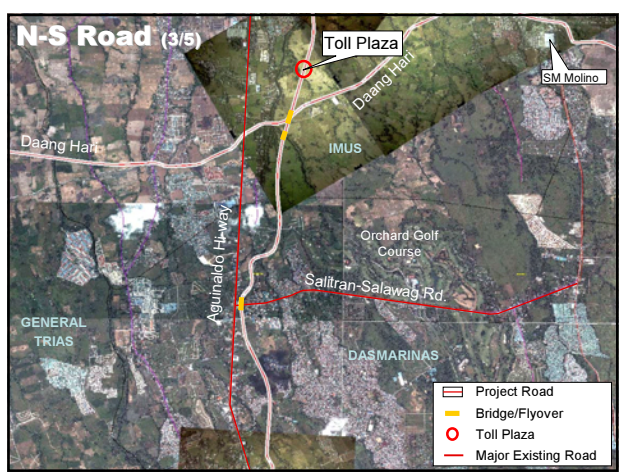 N-S Road (3/5)
Toll Plaza
SM Molino
Daang Hari
Daang Hari
IMUS
Aguinaldo Hi-way
Orchard Golf
Course
Salitran-Salawag Rd.
GENERAL
TRIAS
DASMARINAS
Project Road
Bridge/Flyover
Toll Plaza
Major Existing Road